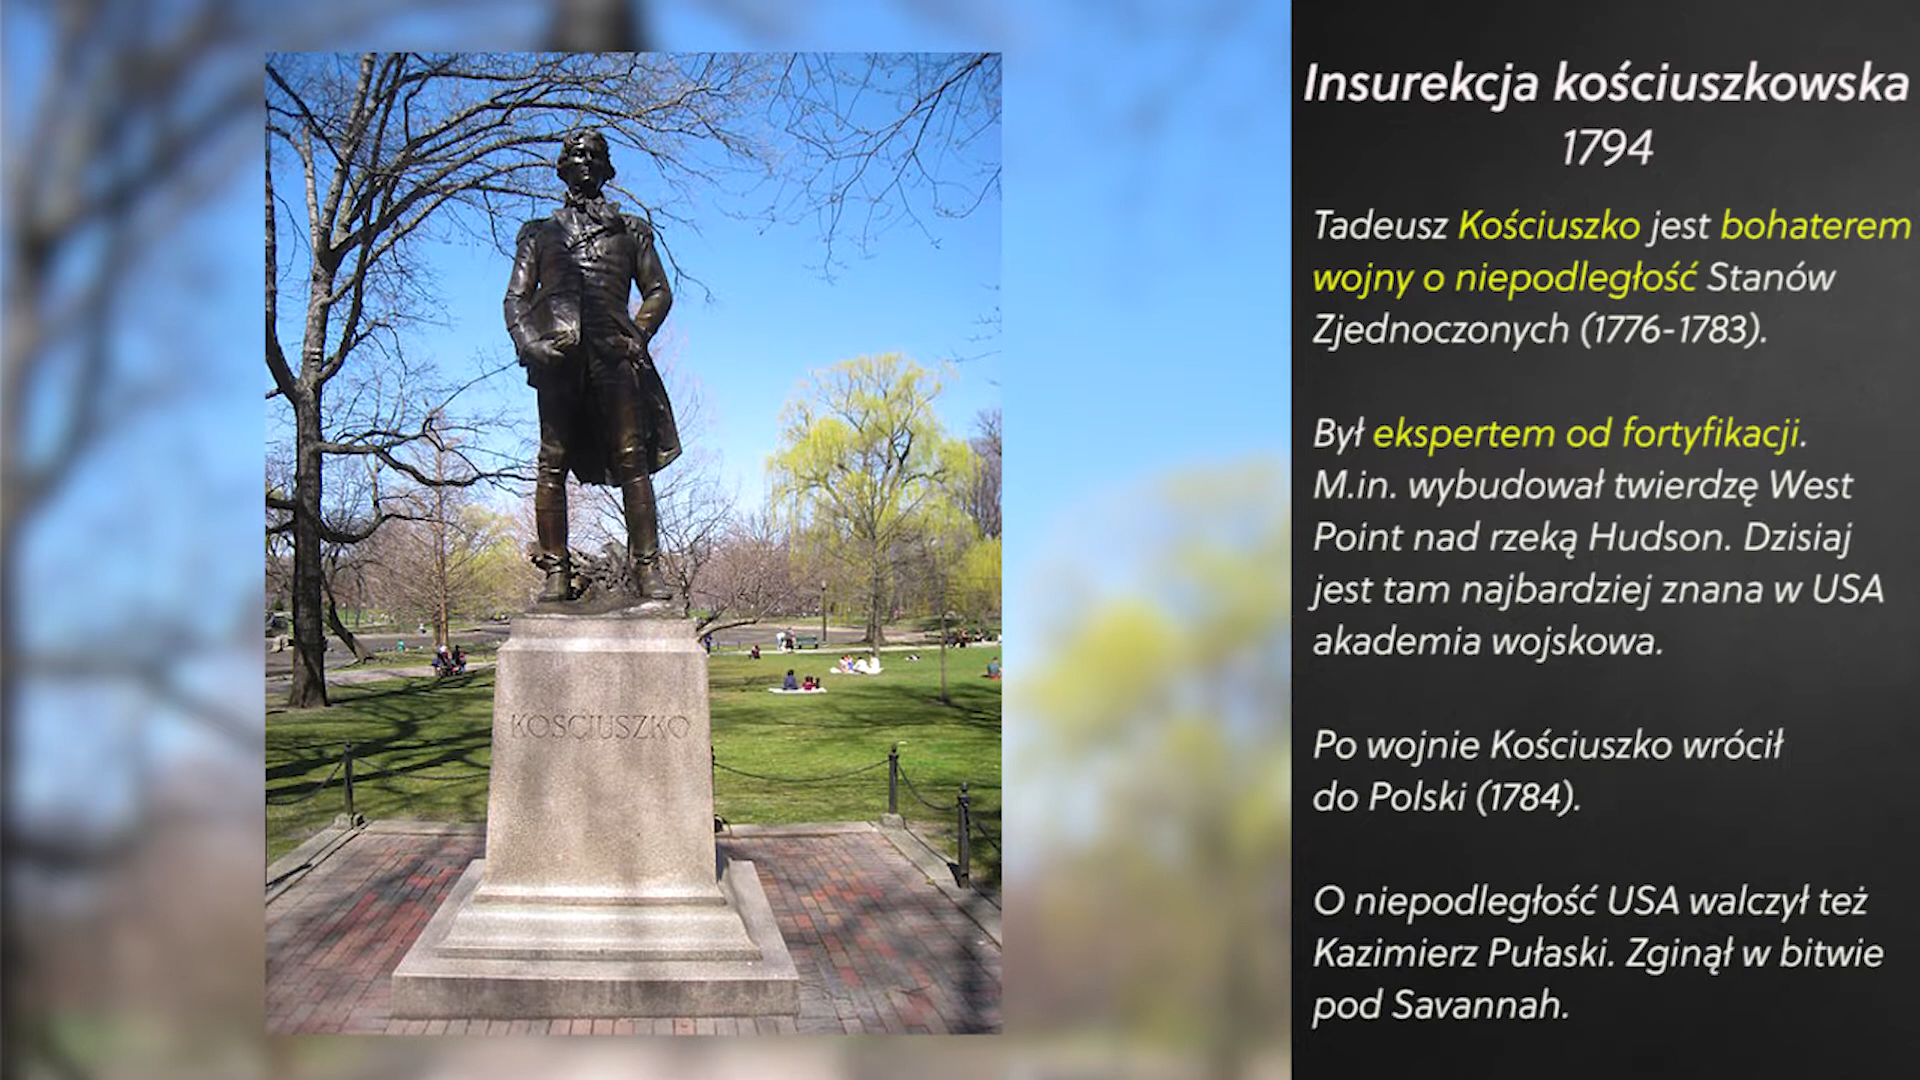 Insurekcja kościuszkowska
1794
Tadeusz Kościuszko jest bohaterem
wojny o niepodległość Stanów
Zjednoczonych (1776-1783).
Był ekspertem od fortyfikacji.
M.in. wybudował twierdzę West
Point nad rzeką Hudson. Dzisiaj
jest tam najbardziej znana w USA
akademia wojskowa.
Po wojnie Kościuszko wrócił
do Polski (1784).
O niepodległość USA walczył też
Kazimierz Pułaski. Zginął w bitwie
pod Savannah.
KOSCIUSZKO